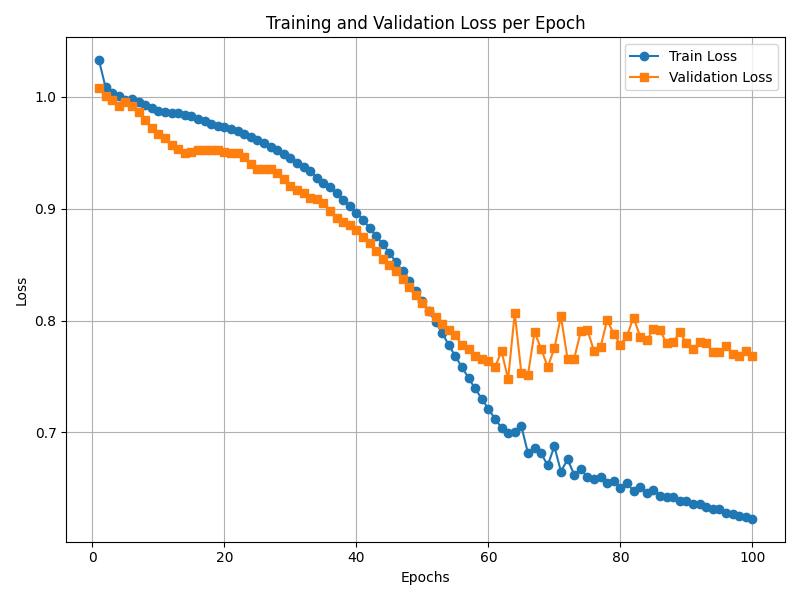 Training and Validation Loss per Epoch
Train Loss
Validation Loss
1.0
0.9
0.8
0.7
Loss
0 20 40 60 80 100
Epochs